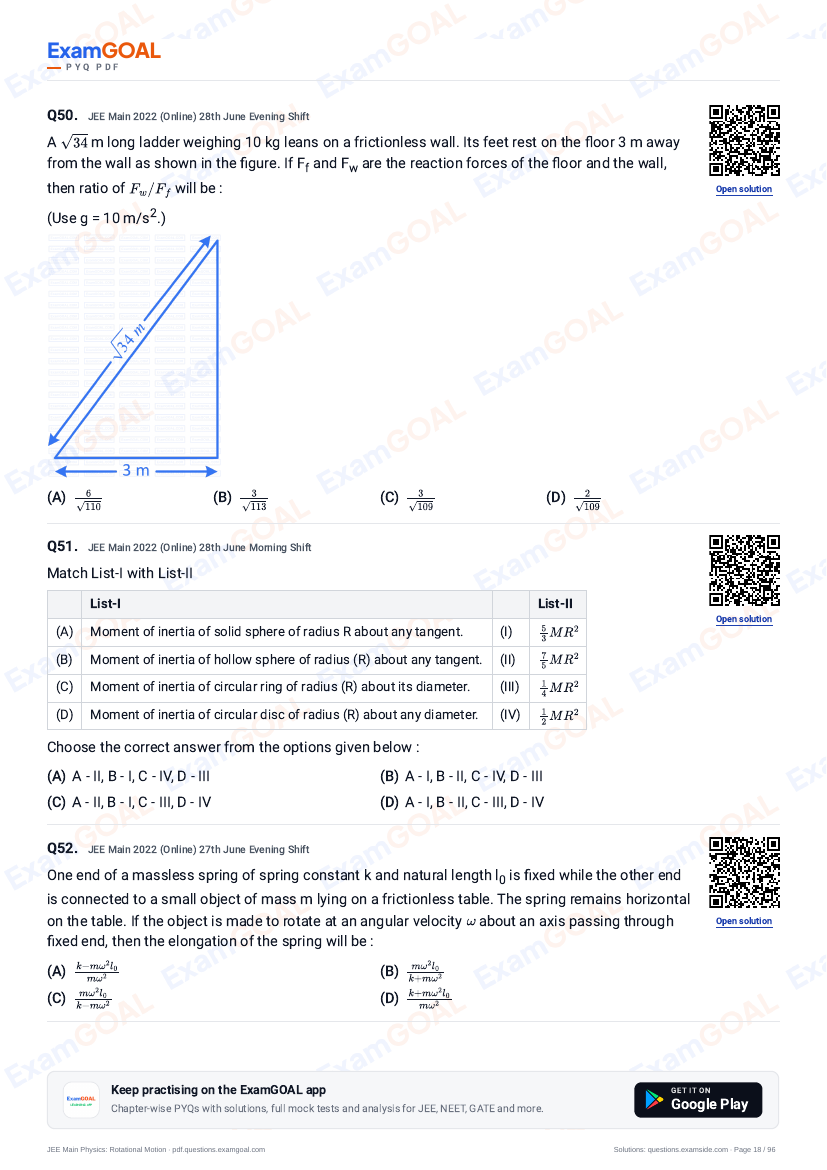 ExamGOAL
PYQ PDF
Q50. JEE Main 2022 (Online) 28th June Evening Shift
A √34 m long ladder weighing 10 kg leans on a frictionless wall. Its feet rest on the floor 3 m away
from the wall as shown in the figure. If F_f and F_w are the reaction forces of the floor and the wall,
then ratio of F_w/F_f will be :
(Use g = 10 m/s².)
√34 m
3 m
(A) 6/√110 (B) 3/√113 (C) 3/√109 (D) 2/√109
Open solution
Q51. JEE Main 2022 (Online) 28th June Morning Shift
Match List-I with List-II
List-I List-II
(A) Moment of inertia of solid sphere of radius R about any tangent. (I) 5/3 MR²
(B) Moment of inertia of hollow sphere of radius (R) about any tangent. (II) 7/5 MR²
(C) Moment of inertia of circular ring of radius (R) about its diameter. (III) 1/4 MR²
(D) Moment of inertia of circular disc of radius (R) about any diameter. (IV) 1/2 MR²
Choose the correct answer from the options given below :
(A) A - II, B - I, C - IV, D - III (B) A - I, B - II, C - IV, D - III
(C) A - II, B - I, C - III, D - IV (D) A - I, B - II, C - III, D - IV
Open solution
Q52. JEE Main 2022 (Online) 27th June Evening Shift
One end of a massless spring of spring constant k and natural length l₀ is fixed while the other end
is connected to a small object of mass m lying on a frictionless table. The spring remains horizontal
on the table. If the object is made to rotate at an angular velocity ω about an axis passing through
fixed end, then the elongation of the spring will be :
(A) (k−mω²l₀)/(mω²) (B) (mω²l₀)/(k+mω²)
(C) (mω²l₀)/(k−mω²) (D) (k+mω²l₀)/(mω²)
Open solution
ExamGOAL
Keep practising on the ExamGOAL app
Chapter-wise PYQs with solutions, full mock tests and analysis for JEE, NEET, GATE and more.
GET IT ON
Google Play
JEE Main Physics: Rotational Motion · pdf.questions.examgoal.com Solutions: questions.examside.com · Page 18 / 96